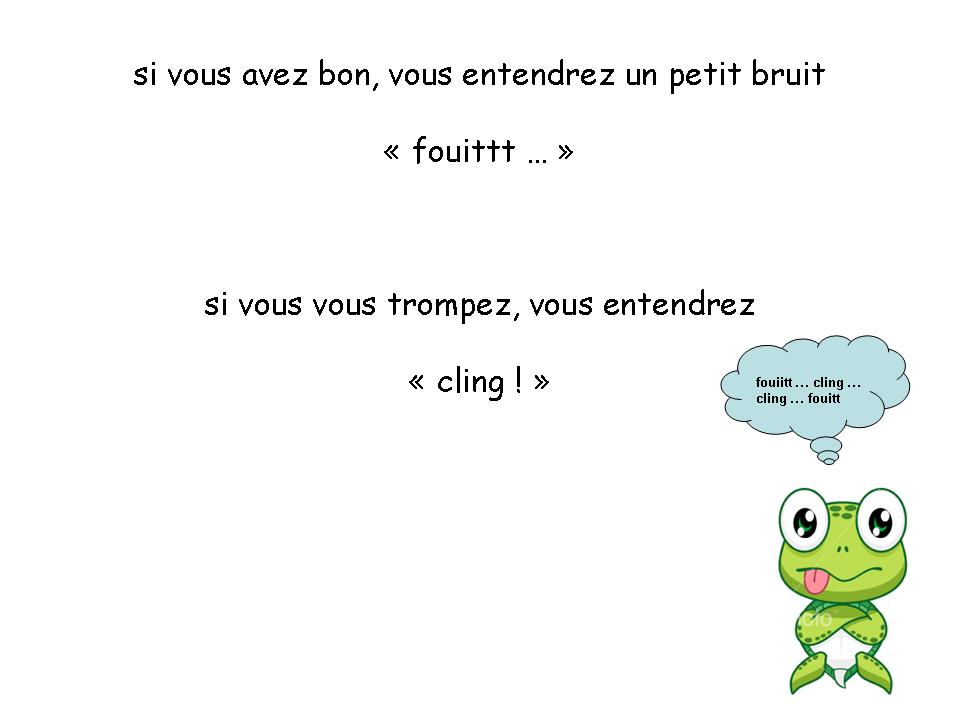 si vous avez bon, vous entendrez un petit bruit
« fouittt … »
si vous vous trompez, vous entendrez
« cling ! »
fouiitt … cling …
cling … fouitt